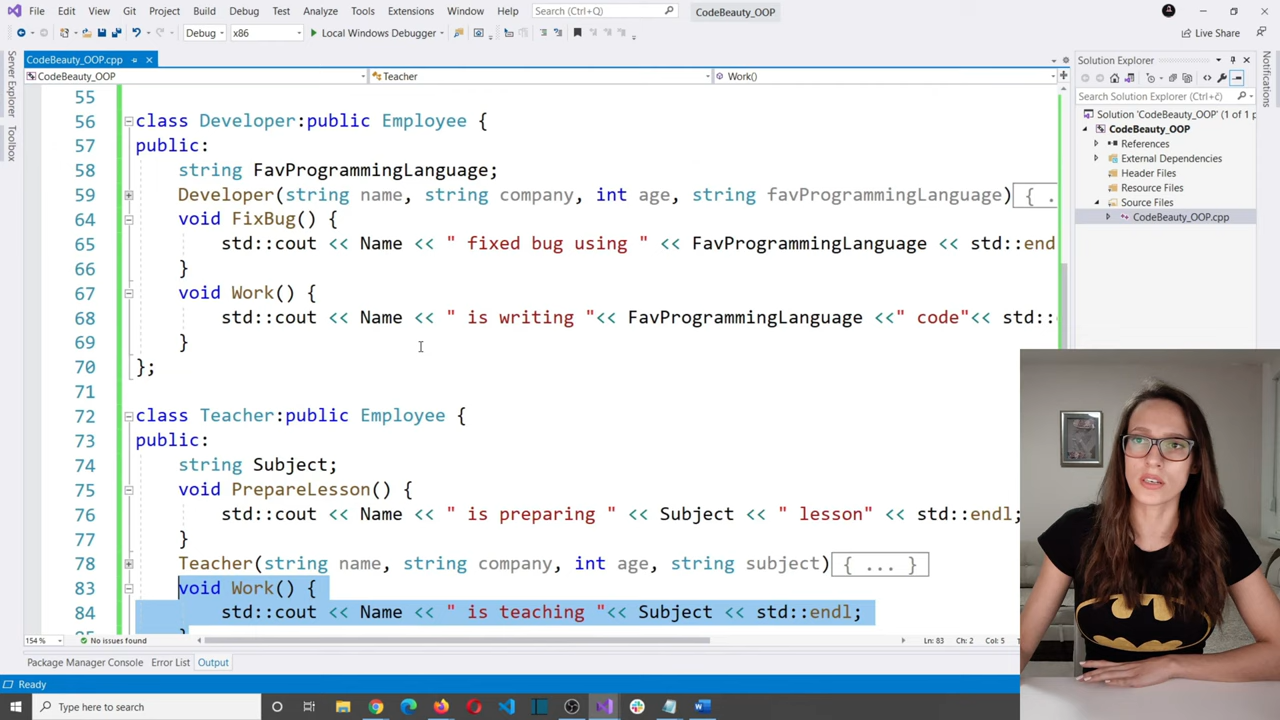 File Edit View Git Project Build Debug Test Analyze Tools Extensions Window Help Search (Ctrl+Q) CodeBeauty_OOP
Debug x86 Local Windows Debugger Live Share
CodeBeauty_OOP.cpp
CodeBeauty_OOP Teacher Work()
Server Explorer
Toolbox
55
56 class Developer:public Employee {
57 public:
58 string FavProgrammingLanguage;
59 Developer(string name, string company, int age, string favProgrammingLanguage) { .
64 void FixBug() {
65 std::cout << Name << " fixed bug using " << FavProgrammingLanguage << std::end
66 }
67 void Work() {
68 std::cout << Name << " is writing "<< FavProgrammingLanguage <<" code"<< std::
69 }
70 };
71
72 class Teacher:public Employee {
73 public:
74 string Subject;
75 void PrepareLesson() {
76 std::cout << Name << " is preparing " << Subject << " lesson" << std::endl;
77 }
78 Teacher(string name, string company, int age, string subject) { ... }
83 void Work() {
84 std::cout << Name << " is teaching "<< Subject << std::endl;
154 % No issues found Ln: 83 Ch: 2 Col: 5
Package Manager Console Error List Output
Ready
Type here to search
Solution Explorer
Search Solution Explorer (Ctrl+č)
Solution 'CodeBeauty_OOP' (1 of 1 p
CodeBeauty_OOP
References
External Dependencies
Header Files
Resource Files
Source Files
CodeBeauty_OOP.cpp
Notifications